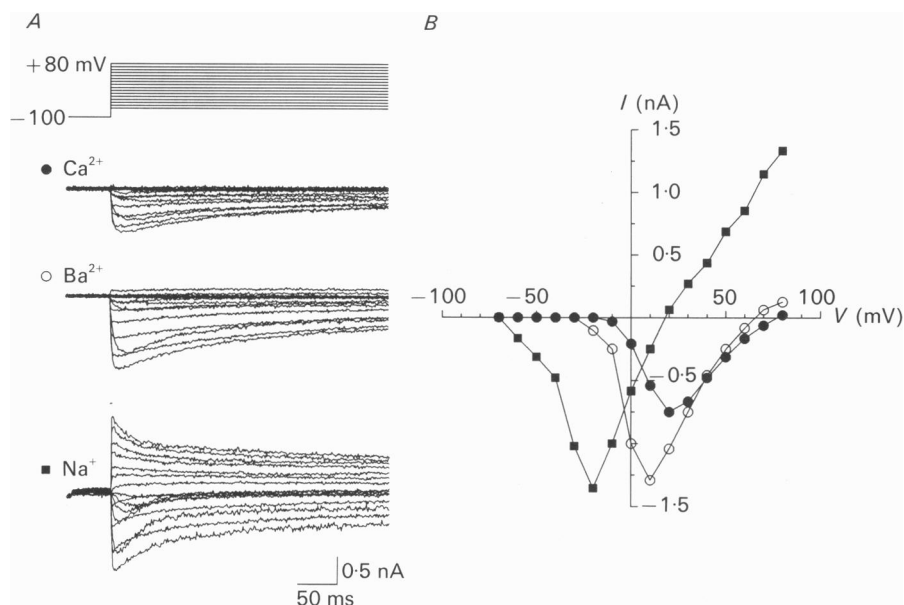 A
+80 mV
−100
● Ca²⁺
○ Ba²⁺
■ Na⁺
0·5 nA
50 ms
B
I (nA)
1·5
1·0
0·5
−100
−50
50
100
V (mV)
−0·5
−1·5